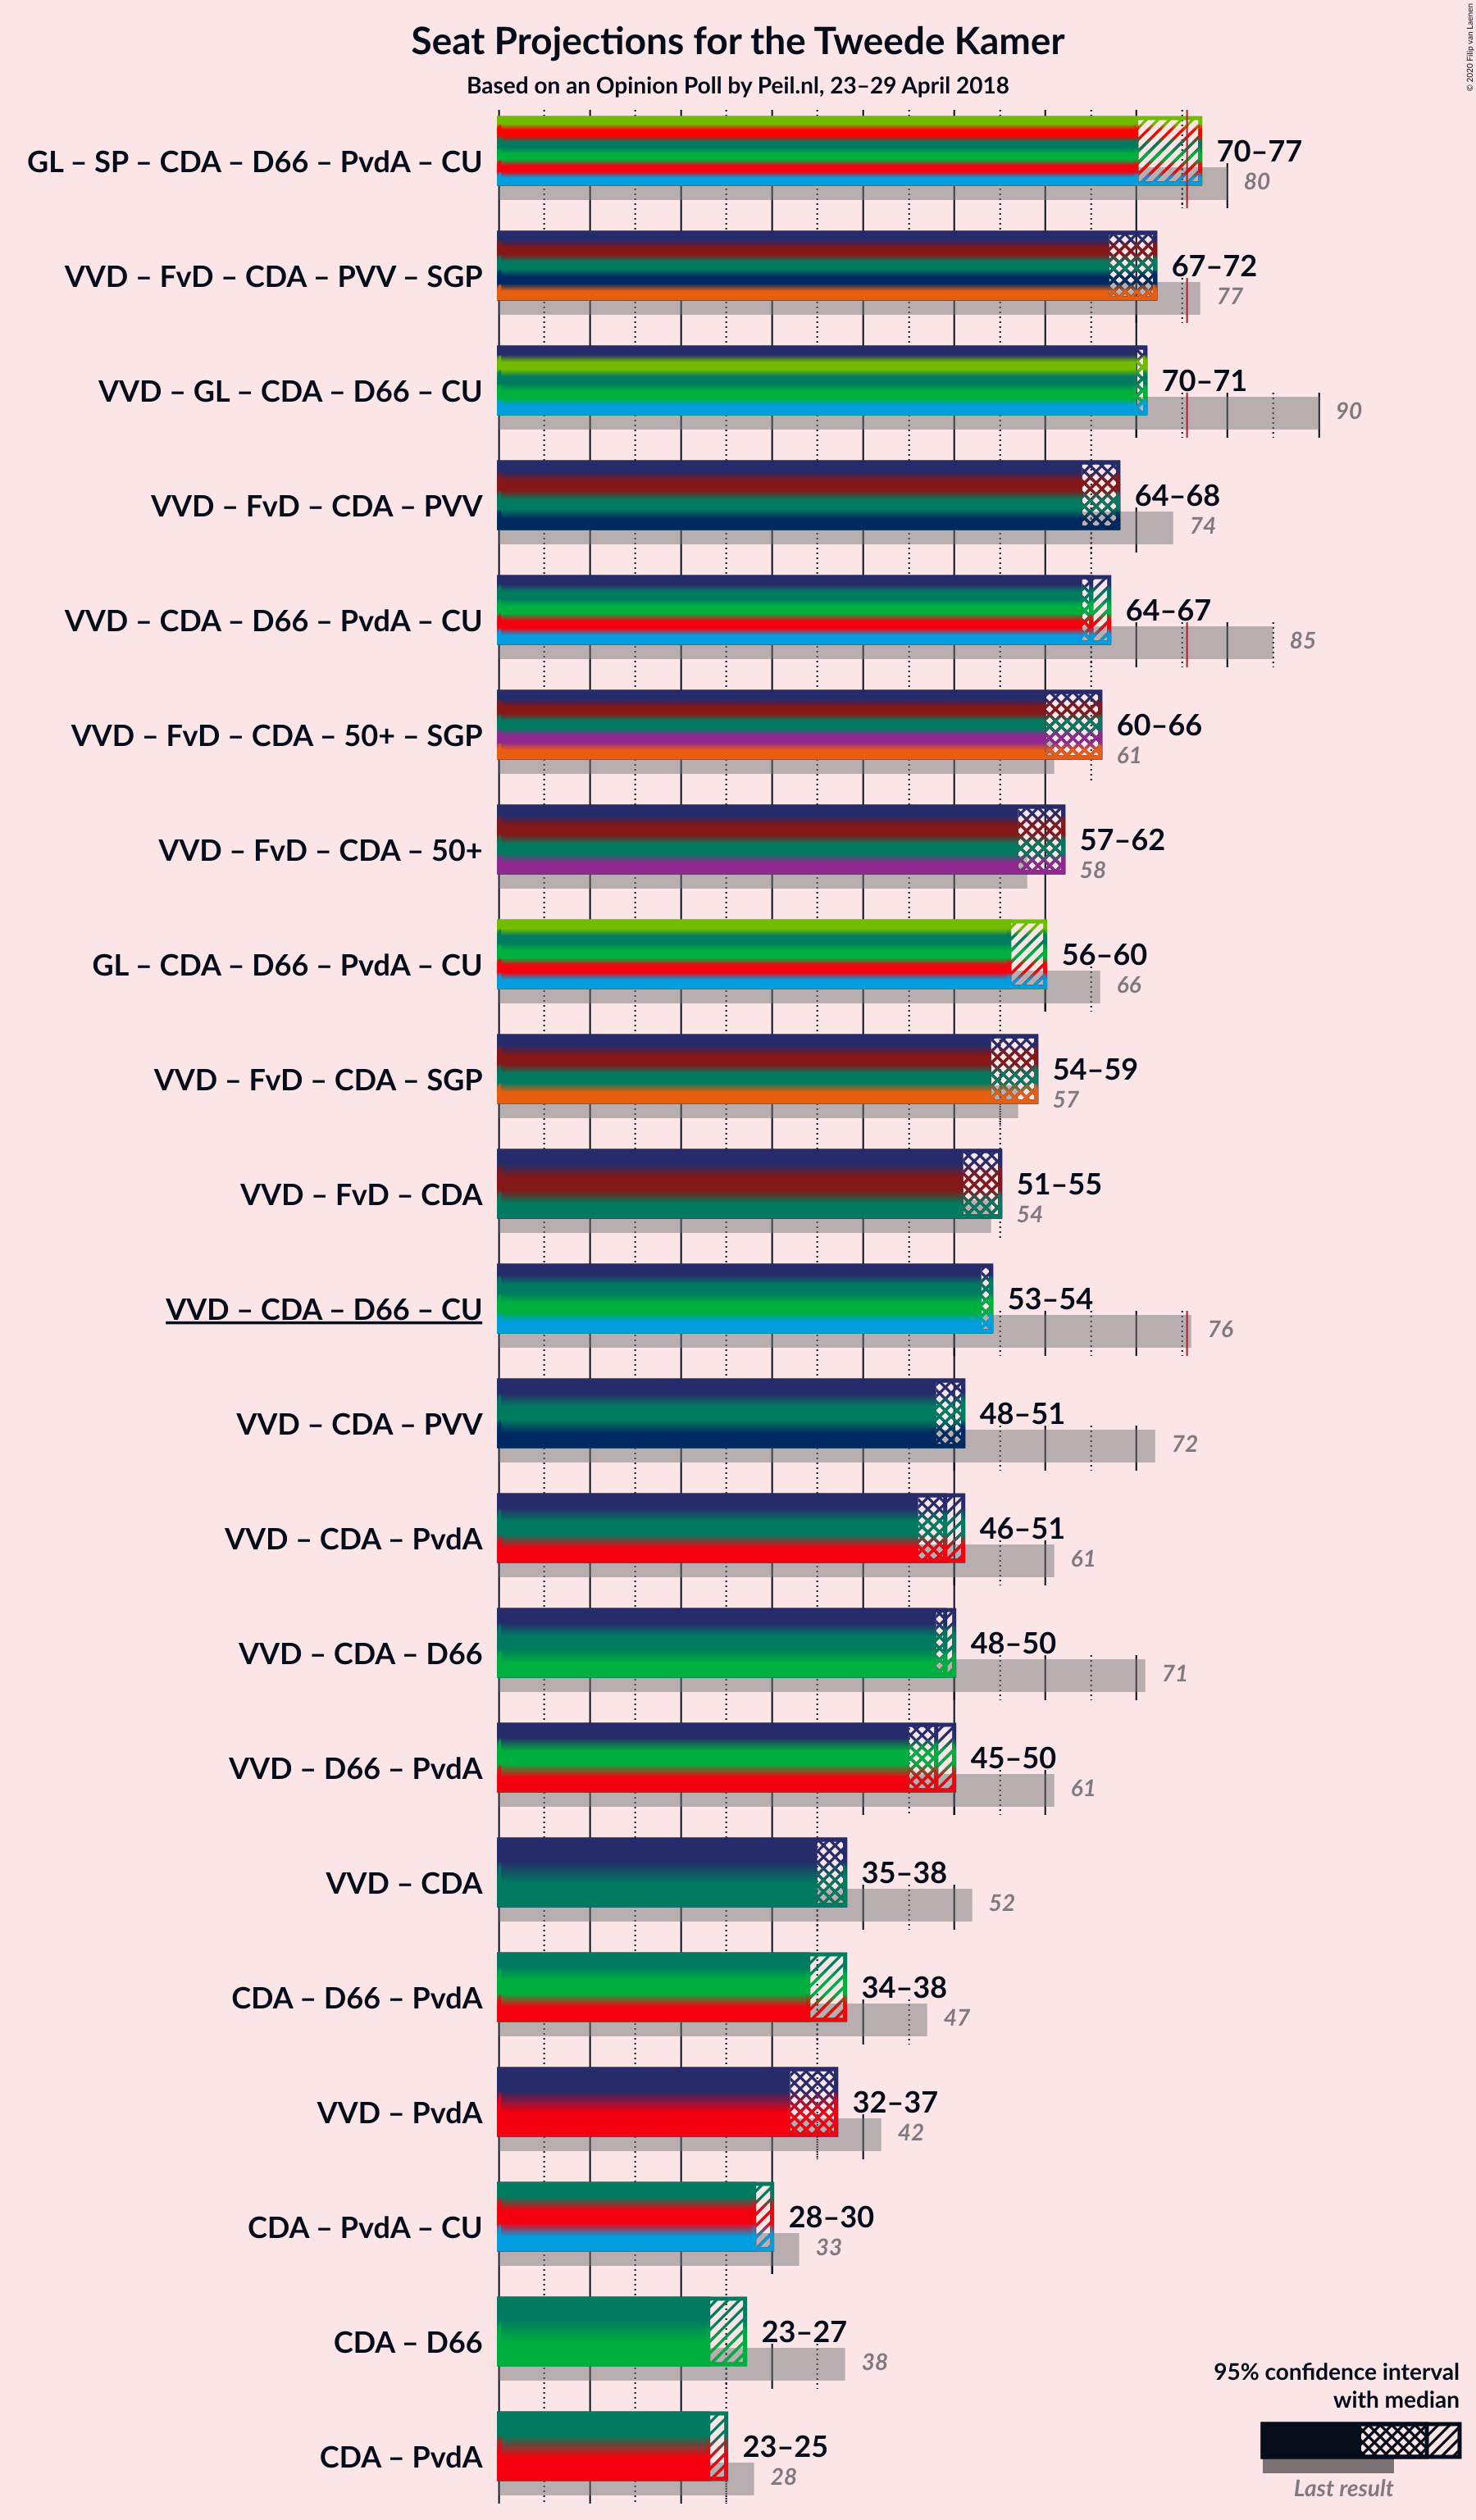 Seat Projections for the Tweede Kamer
Based on an Opinion Poll by Peil.nl, 23–29 April 2018
© 2020 Filip van Laenen
GL – SP – CDA – D66 – PvdA – CU
70–77
80
VVD – FvD – CDA – PVV – SGP
67–72
77
VVD – GL – CDA – D66 – CU
70–71
90
VVD – FvD – CDA – PVV
64–68
74
VVD – CDA – D66 – PvdA – CU
64–67
85
VVD – FvD – CDA – 50+ – SGP
60–66
61
VVD – FvD – CDA – 50+
57–62
58
GL – CDA – D66 – PvdA – CU
56–60
66
VVD – FvD – CDA – SGP
54–59
57
VVD – FvD – CDA
51–55
54
VVD – CDA – D66 – CU
53–54
76
VVD – CDA – PVV
48–51
72
VVD – CDA – PvdA
46–51
61
VVD – CDA – D66
48–50
71
VVD – D66 – PvdA
45–50
61
VVD – CDA
35–38
52
CDA – D66 – PvdA
34–38
47
VVD – PvdA
32–37
42
CDA – PvdA – CU
28–30
33
CDA – D66
23–27
38
CDA – PvdA
23–25
28
95% confidence interval
with median
Last result